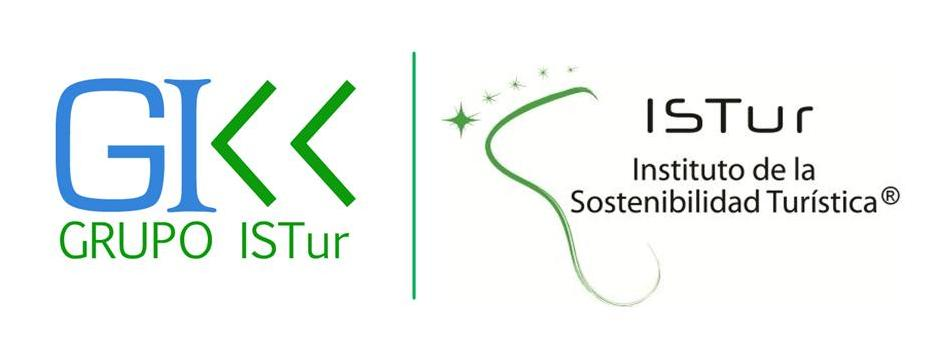 GI
GRUPO ISTur
ISTur
Instituto de la
Sostenibilidad Turística®